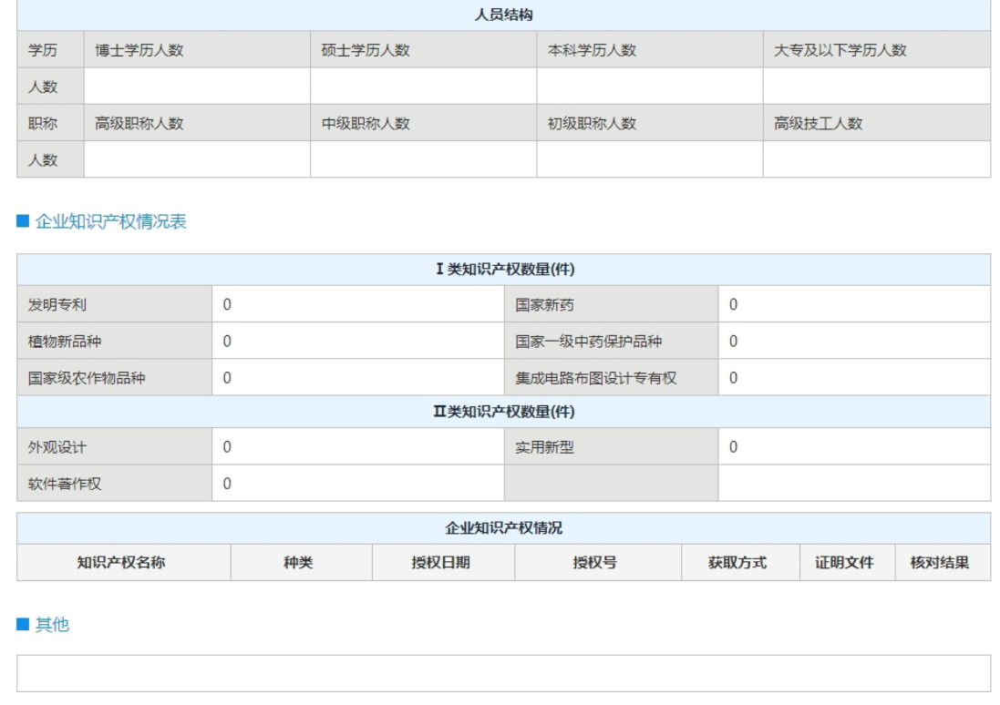 人员结构
学历 博士学历人数 硕士学历人数 本科学历人数 大专及以下学历人数
人数
职称 高级职称人数 中级职称人数 初级职称人数 高级技工人数
人数
企业知识产权情况表
Ⅰ类知识产权数量(件)
发明专利 0 国家新药 0
植物新品种 0 国家一级中药保护品种 0
国家级农作物品种 0 集成电路布图设计专有权 0
Ⅱ类知识产权数量(件)
外观设计 0 实用新型 0
软件著作权 0
企业知识产权情况
知识产权名称 种类 授权日期 授权号 获取方式 证明文件 核对结果
其他